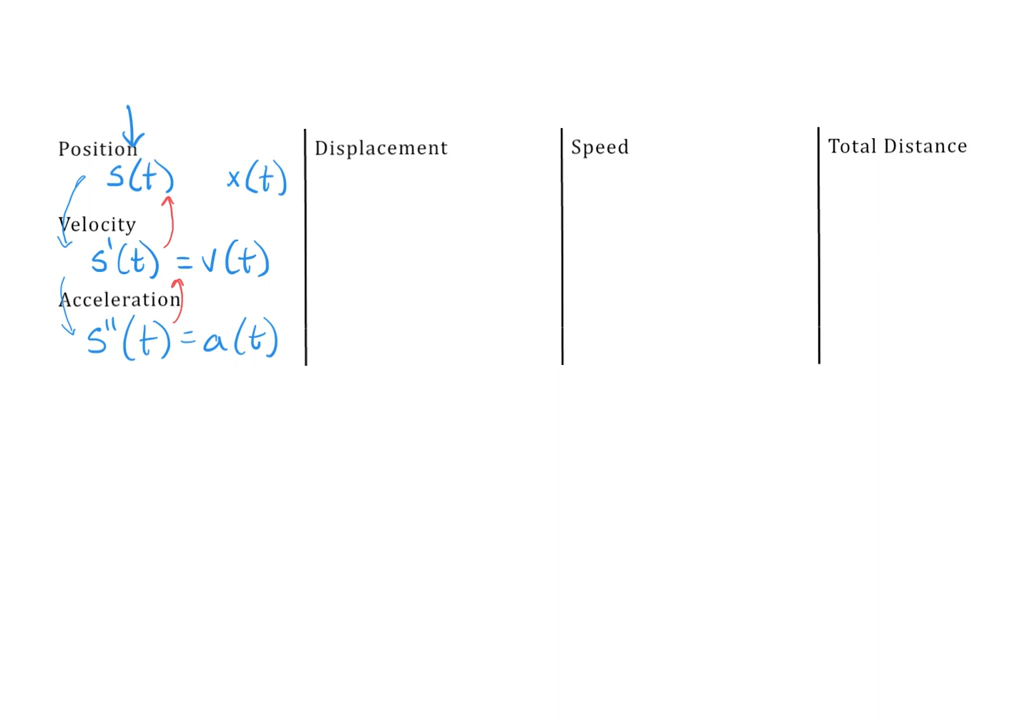 Position
s(t) x(t)
Velocity
s'(t) = v(t)
Acceleration
s''(t) = a(t)
Displacement
Speed
Total Distance